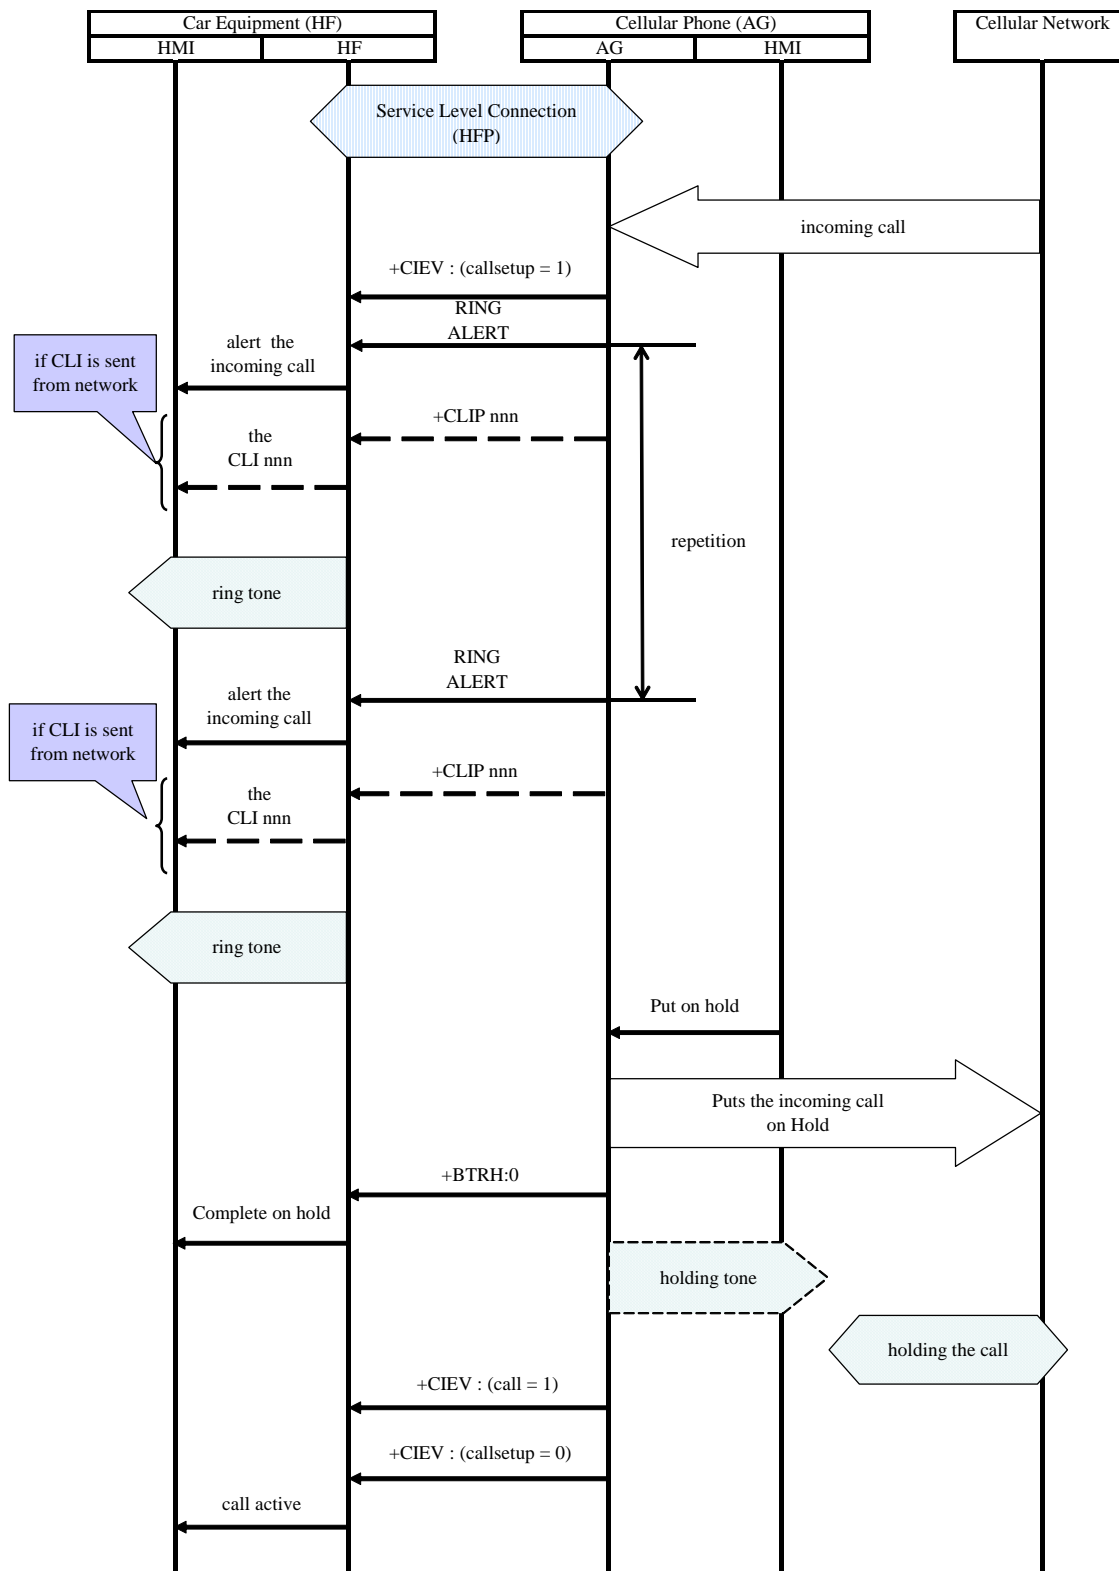 Car Equipment (HF)
Cellular Phone (AG)
Cellular Network
HMI
HF
AG
HMI
Service Level Connection
(HFP)
incoming call
+CIEV : (callsetup = 1)
RING
ALERT
alert  the
incoming call
if CLI is sent
from network
+CLIP nnn
the
CLI nnn
repetition
ring tone
RING
ALERT
alert the
incoming call
if CLI is sent
from network
+CLIP nnn
the
CLI nnn
ring tone
Put on hold
Puts the incoming call
on Hold
+BTRH:0
Complete on hold
holding tone
holding the call
+CIEV : (call = 1)
+CIEV : (callsetup = 0)
call active